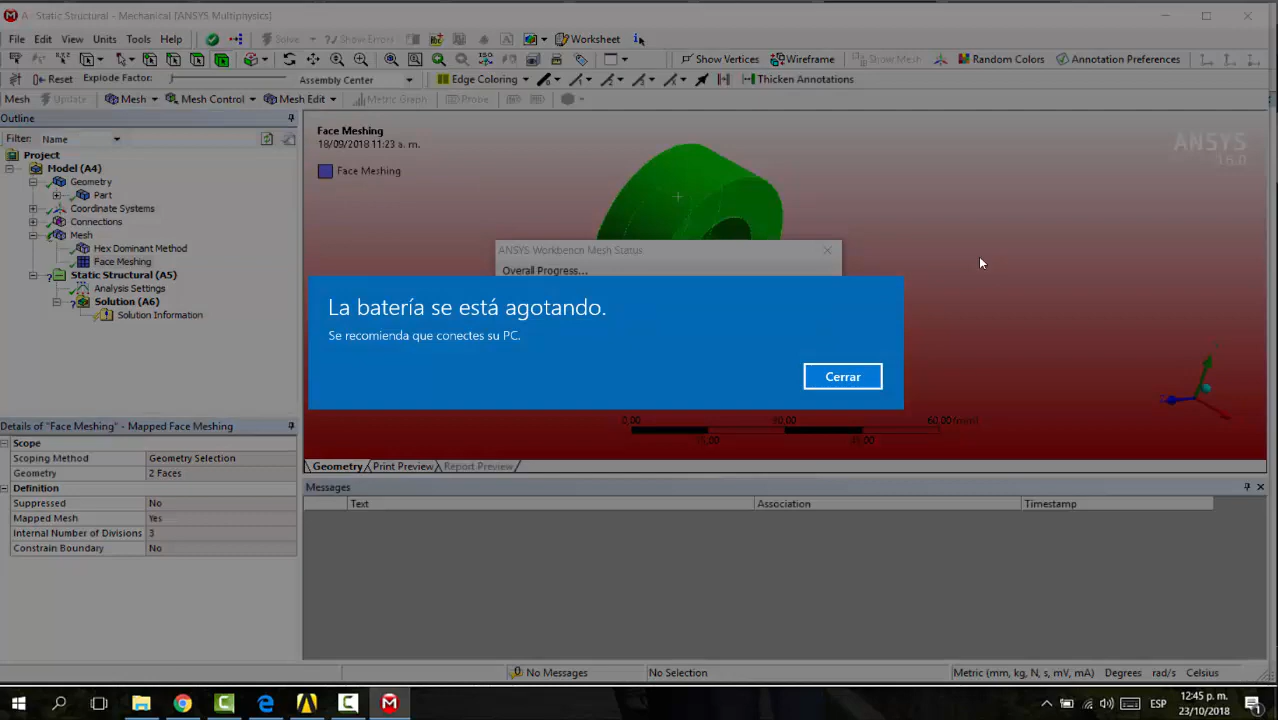 Static Structural - Mechanical [ANSYS Multiphysics]
File Edit View Units Tools Help Solve Show Errors Worksheet
Show Vertices Wireframe Show Mesh Random Colors Annotation Preferences
Reset Explode Factor: Assembly Center Edge Coloring Thicken Annotations
Mesh Update Mesh Mesh Control Mesh Edit Metric Graph Probe
Outline
Filter: Name
Project
Model (A4)
Geometry
Part
Coordinate Systems
Connections
Mesh
Hex Dominant Method
Face Meshing
Static Structural (A5)
Analysis Settings
Solution (A6)
Solution Information
Face Meshing
18/09/2018 11:23 a. m.
Face Meshing
ANSYS
16.0
ANSYS Workbench Mesh Status
Overall Progress...
La batería se está agotando.
Se recomienda que conectes su PC.
Cerrar
0.00 60.00 (mm)
Geometry Print Preview Report Preview
Details of "Face Meshing" - Mapped Face Meshing
Scope
Scoping Method Geometry Selection
Geometry 2 Faces
Definition
Suppressed No
Mapped Mesh Yes
Internal Number of Divisions 3
Constrain Boundary No
Messages
Text Association Timestamp
No Messages No Selection Metric (mm, kg, N, s, mV, mA) Degrees rad/s Celsius
ESP
12:45 p. m.
23/10/2018